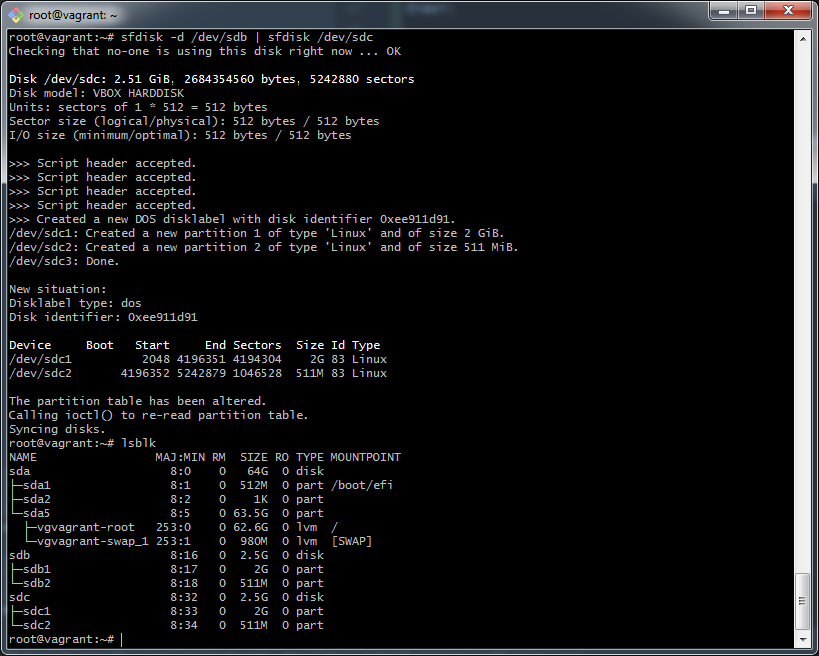 root@vagrant: ~
root@vagrant:~# sfdisk -d /dev/sdb | sfdisk /dev/sdc
Checking that no-one is using this disk right now ... OK
Disk /dev/sdc: 2.51 GiB, 2684354560 bytes, 5242880 sectors
Disk model: VBOX HARDDISK
Units: sectors of 1 * 512 = 512 bytes
Sector size (logical/physical): 512 bytes / 512 bytes
I/O size (minimum/optimal): 512 bytes / 512 bytes
>>> Script header accepted.
>>> Script header accepted.
>>> Script header accepted.
>>> Script header accepted.
>>> Created a new DOS disklabel with disk identifier 0xee911d91.
/dev/sdc1: Created a new partition 1 of type 'Linux' and of size 2 GiB.
/dev/sdc2: Created a new partition 2 of type 'Linux' and of size 511 MiB.
/dev/sdc3: Done.
New situation:
Disklabel type: dos
Disk identifier: 0xee911d91
Device     Boot   Start     End Sectors  Size Id Type
/dev/sdc1          2048 4196351 4194304    2G 83 Linux
/dev/sdc2       4196352 5242879 1046528  511M 83 Linux
The partition table has been altered.
Calling ioctl() to re-read partition table.
Syncing disks.
root@vagrant:~# lsblk
NAME                 MAJ:MIN RM  SIZE RO TYPE MOUNTPOINT
sda                    8:0    0   64G  0 disk
├─sda1                 8:1    0  512M  0 part /boot/efi
├─sda2                 8:2    0    1K  0 part
└─sda5                 8:5    0 63.5G  0 part
  ├─vgvagrant-root   253:0    0 62.6G  0 lvm  /
  └─vgvagrant-swap_1 253:1    0  980M  0 lvm  [SWAP]
sdb                    8:16   0  2.5G  0 disk
├─sdb1                 8:17   0    2G  0 part
└─sdb2                 8:18   0  511M  0 part
sdc                    8:32   0  2.5G  0 disk
├─sdc1                 8:33   0    2G  0 part
└─sdc2                 8:34   0  511M  0 part
root@vagrant:~#